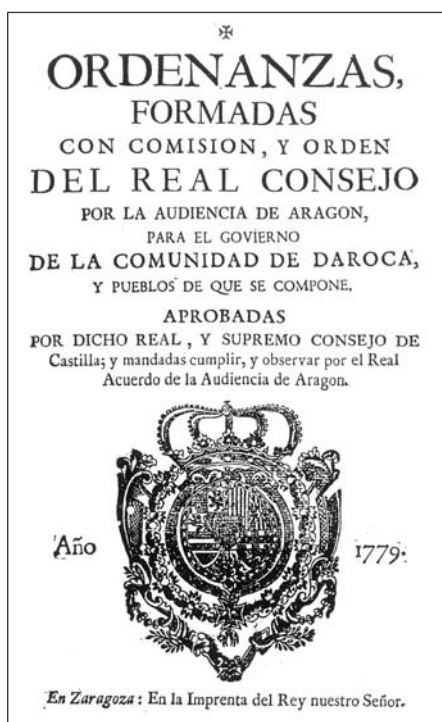 ✠
ORDENANZAS,
FORMADAS
CON COMISION, Y ORDEN
DEL REAL CONSEJO
POR LA AUDIENCIA DE ARAGON,
PARA EL GOVIERNO
DE LA COMUNIDAD DE DAROCA,
Y PUEBLOS DE QUE SE COMPONE.
APROBADAS
POR DICHO REAL, Y SUPREMO CONSEJO DE
Castilla; y mandadas cumplir, y observar por el Real
Acuerdo de la Audiencia de Aragon.
Año 1779.
En Zaragoza: En la Imprenta del Rey nuestro Señor.